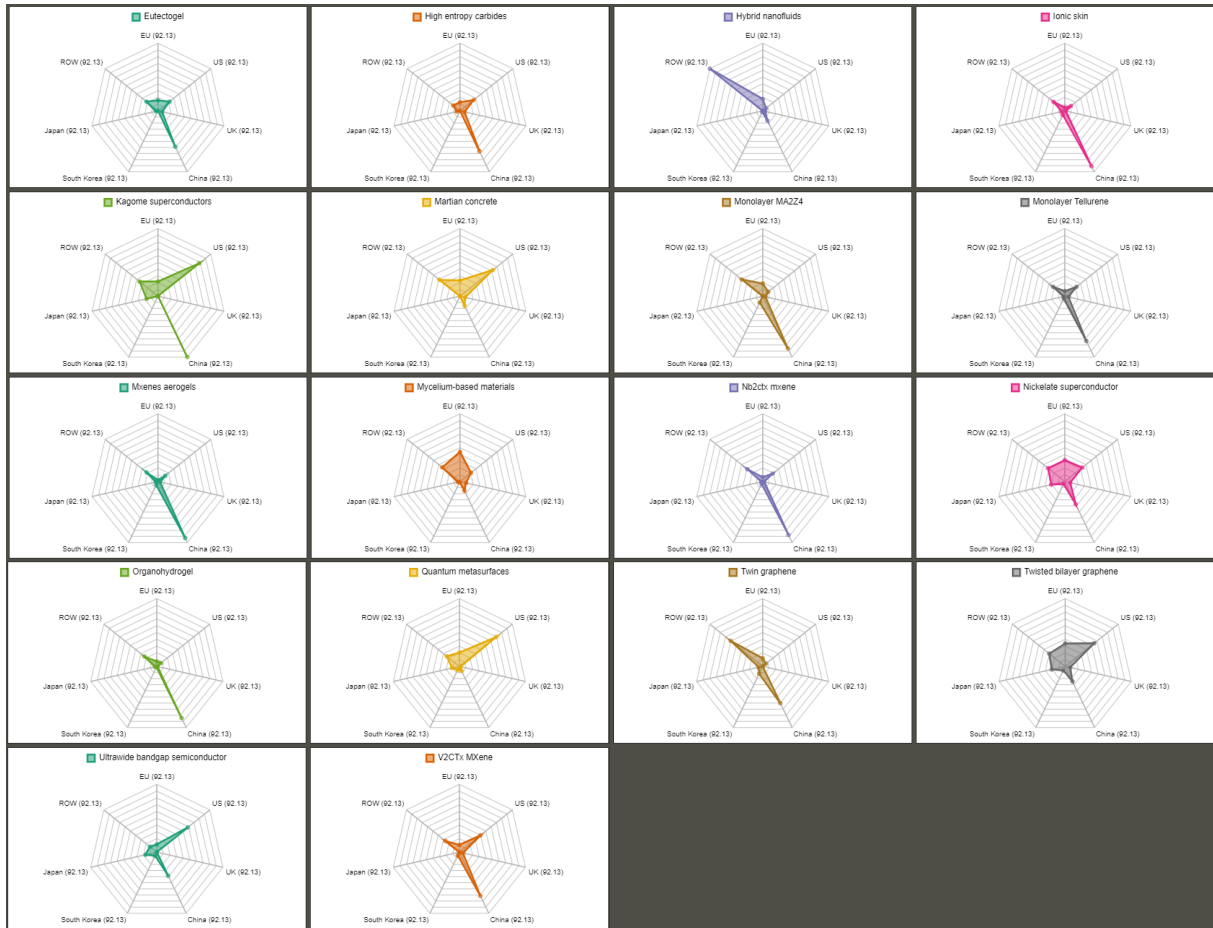 Eutectogel
EU (92.13)
ROW (92.13)
US (92.13)
Japan (92.13)
UK (92.13)
South Korea (92.13)
China (92.13)
High entropy carbides
EU (92.13)
ROW (92.13)
US (92.13)
Japan (92.13)
UK (92.13)
South Korea (92.13)
China (92.13)
Hybrid nanofluids
EU (92.13)
ROW (92.13)
US (92.13)
Japan (92.13)
UK (92.13)
South Korea (92.13)
China (92.13)
Ionic skin
EU (92.13)
ROW (92.13)
US (92.13)
Japan (92.13)
UK (92.13)
South Korea (92.13)
China (92.13)
Kagome superconductors
EU (92.13)
ROW (92.13)
US (92.13)
Japan (92.13)
UK (92.13)
South Korea (92.13)
China (92.13)
Martian concrete
EU (92.13)
ROW (92.13)
US (92.13)
Japan (92.13)
UK (92.13)
South Korea (92.13)
China (92.13)
Monolayer MA2Z4
EU (92.13)
ROW (92.13)
US (92.13)
Japan (92.13)
UK (92.13)
South Korea (92.13)
China (92.13)
Monolayer Tellurene
EU (92.13)
ROW (92.13)
US (92.13)
Japan (92.13)
UK (92.13)
South Korea (92.13)
China (92.13)
Mxenes aerogels
EU (92.13)
ROW (92.13)
US (92.13)
Japan (92.13)
UK (92.13)
South Korea (92.13)
China (92.13)
Mycelium-based materials
EU (92.13)
ROW (92.13)
US (92.13)
Japan (92.13)
UK (92.13)
South Korea (92.13)
China (92.13)
Nb2ctx mxene
EU (92.13)
ROW (92.13)
US (92.13)
Japan (92.13)
UK (92.13)
South Korea (92.13)
China (92.13)
Nickelate superconductor
EU (92.13)
ROW (92.13)
US (92.13)
Japan (92.13)
UK (92.13)
South Korea (92.13)
China (92.13)
Organohydrogel
EU (92.13)
ROW (92.13)
US (92.13)
Japan (92.13)
UK (92.13)
South Korea (92.13)
China (92.13)
Quantum metasurfaces
EU (92.13)
ROW (92.13)
US (92.13)
Japan (92.13)
UK (92.13)
South Korea (92.13)
China (92.13)
Twin graphene
EU (92.13)
ROW (92.13)
US (92.13)
Japan (92.13)
UK (92.13)
South Korea (92.13)
China (92.13)
Twisted bilayer graphene
EU (92.13)
ROW (92.13)
US (92.13)
Japan (92.13)
UK (92.13)
South Korea (92.13)
China (92.13)
Ultrawide bandgap semiconductor
EU (92.13)
ROW (92.13)
US (92.13)
Japan (92.13)
UK (92.13)
South Korea (92.13)
China (92.13)
V2CTx MXene
EU (92.13)
ROW (92.13)
US (92.13)
Japan (92.13)
UK (92.13)
South Korea (92.13)
China (92.13)